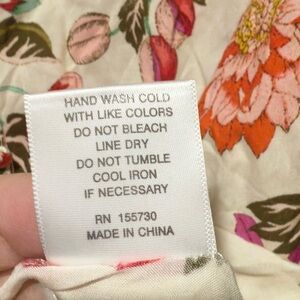 HAND WASH COLD
WITH LIKE COLORS
DO NOT BLEACH
LINE DRY
DO NOT TUMBLE
COOL IRON
IF NECESSARY
RN 155730
MADE IN CHINA